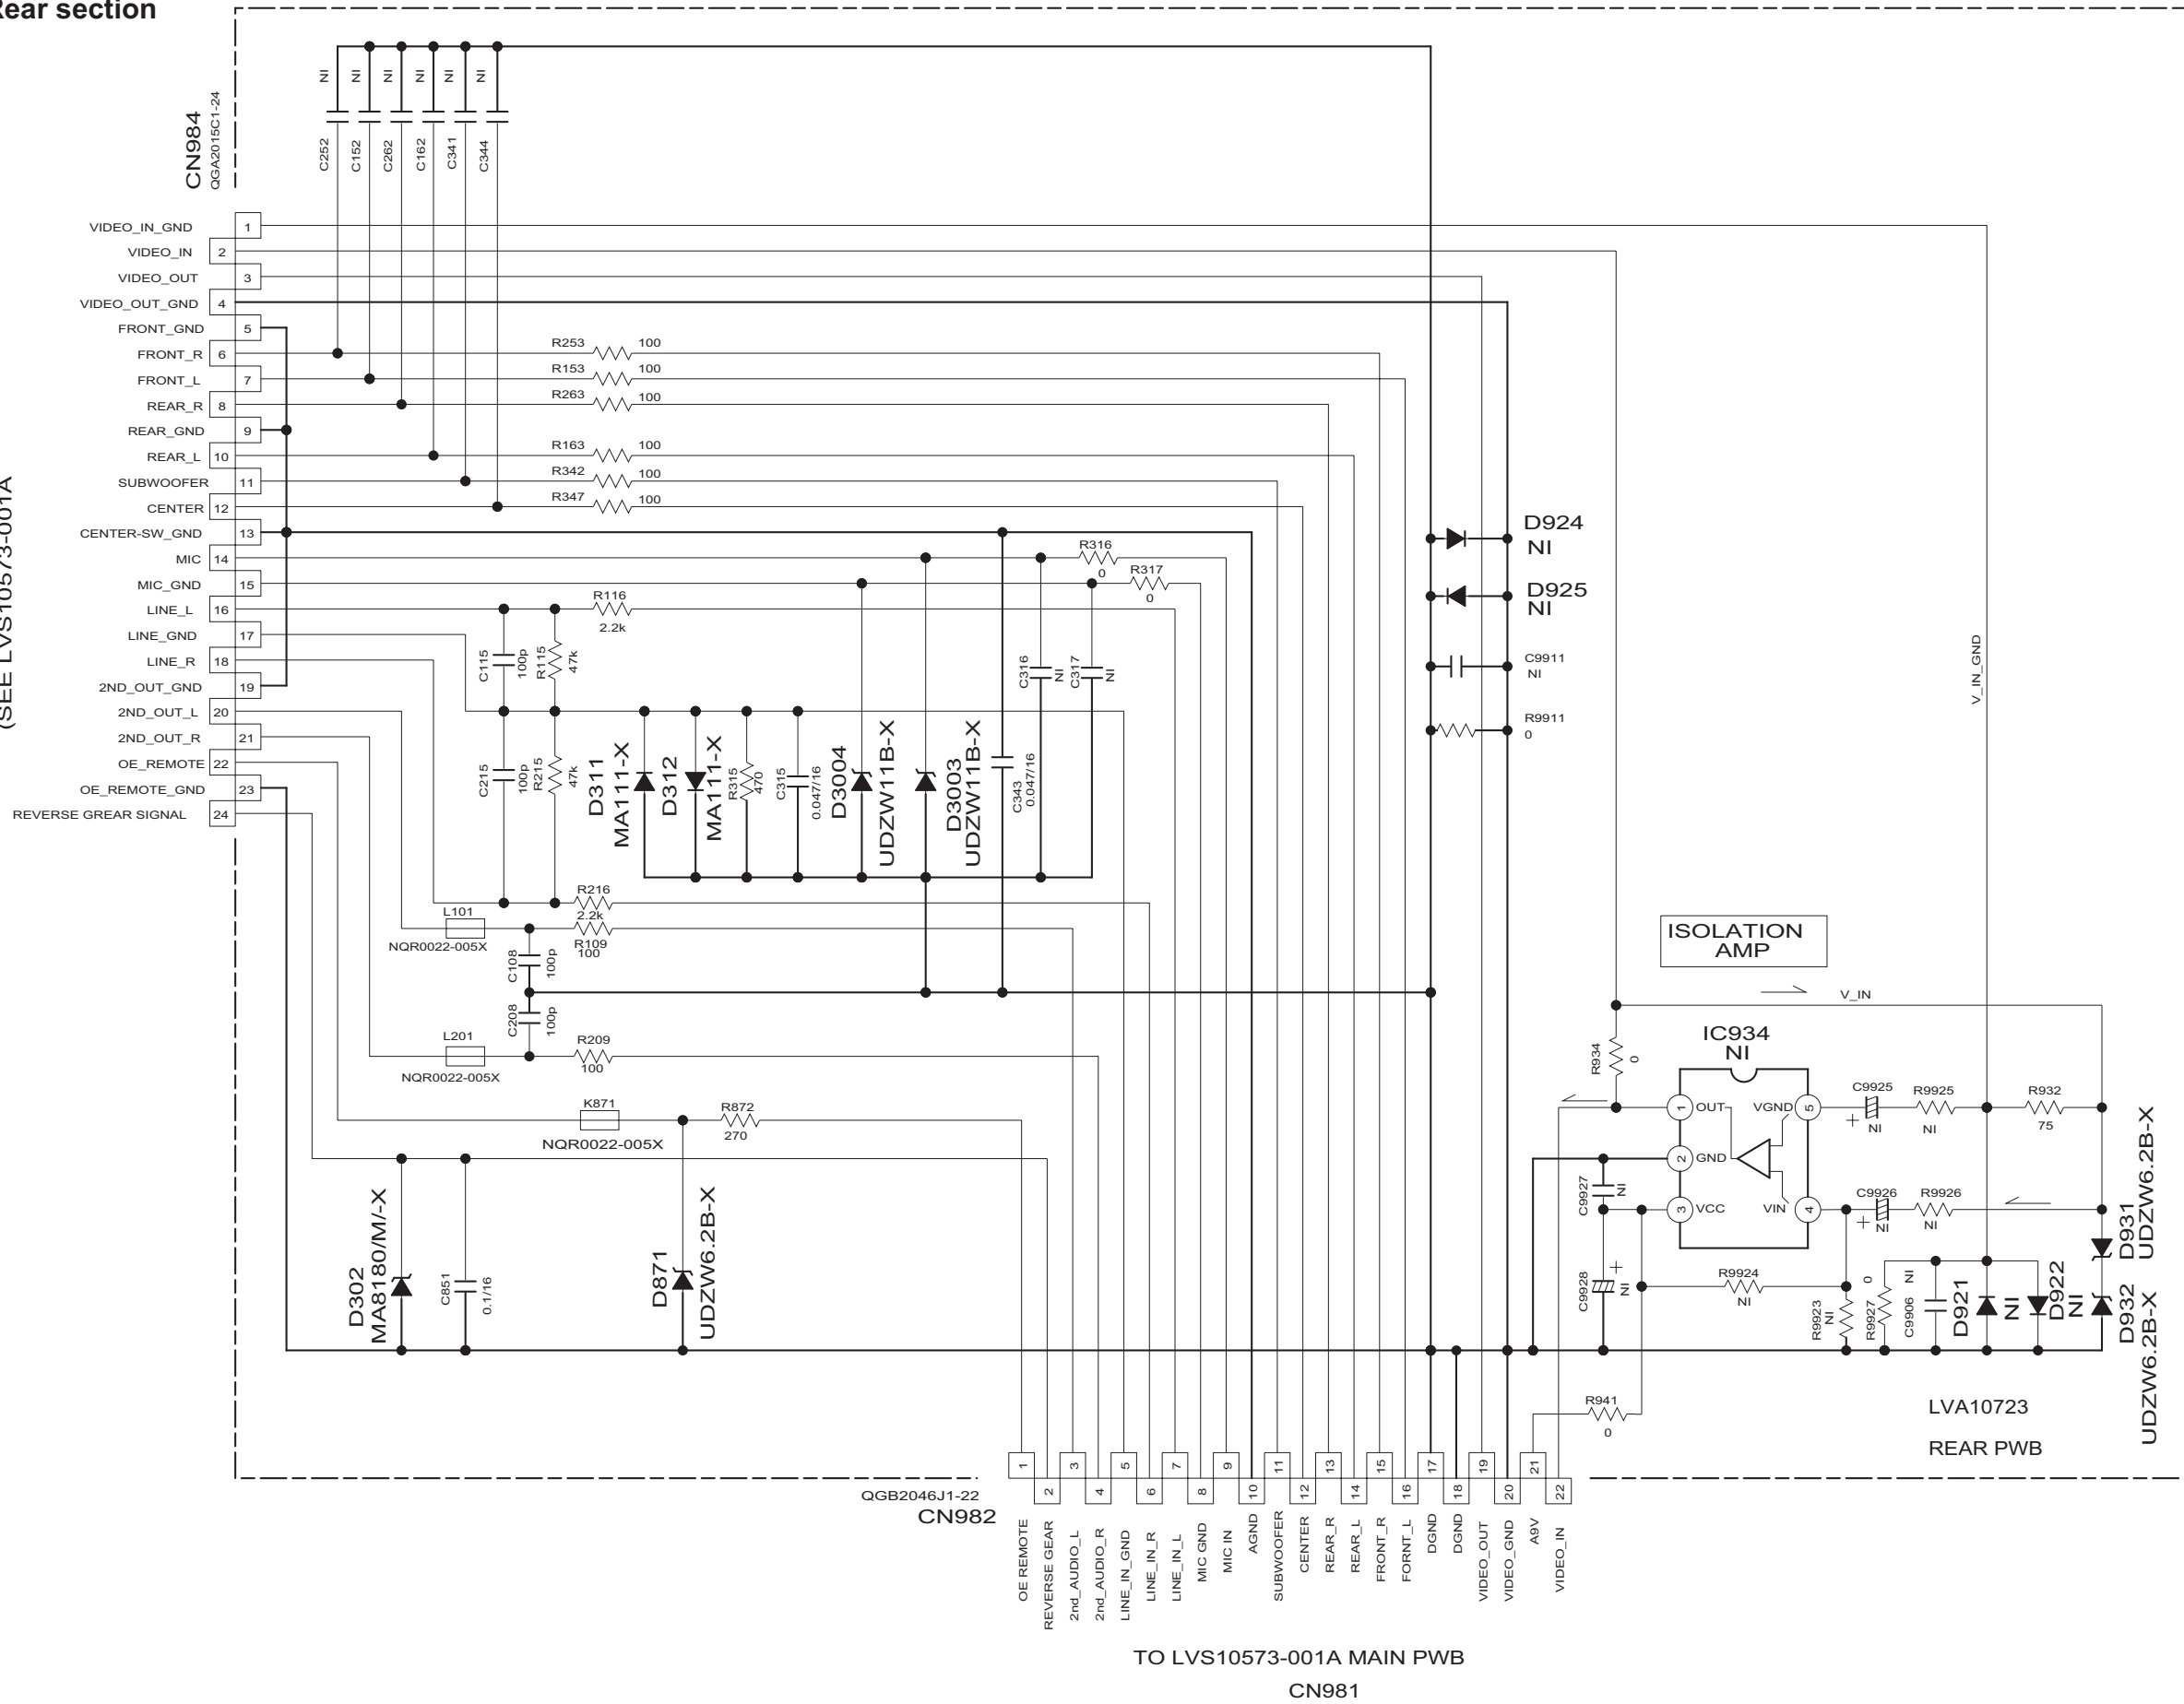 Rear section
CN984
QGA2015C1-24
(SEE LVS10573-001A
NI
NI
NI
NI
NI
NI
C252
C152
C262
C162
C341
C344
VIDEO_IN_GND 1
VIDEO_IN 2
VIDEO_OUT 3
VIDEO_OUT_GND 4
FRONT_GND 5
FRONT_R 6
FRONT_L 7
REAR_R 8
REAR_GND 9
REAR_L 10
SUBWOOFER 11
CENTER 12
CENTER-SW_GND 13
MIC 14
MIC_GND 15
LINE_L 16
LINE_GND 17
LINE_R 18
2ND_OUT_GND 19
2ND_OUT_L 20
2ND_OUT_R 21
OE_REMOTE 22
OE_REMOTE_GND 23
REVERSE GREAR SIGNAL 24
R253 100
R153 100
R263 100
R163 100
R342 100
R347 100
R316
0
R317
0
R116
2.2k
C115
100p
R115
47k
C215
100p
R215
47k
D311
MA111-X
D312
MA111-X
R315
470
C315
0.047/16
D3004
UDZW11B-X
D3003
UDZW11B-X
C343
0.047/16
C316
NI
C317
NI
D924
NI
D925
NI
C9911
NI
R9911
0
V_IN_GND
R216
2.2k
L101
NQR0022-005X
R109
100
C108
100p
C208
100p
L201
NQR0022-005X
R209
100
K871
NQR0022-005X
R872
270
D302
MA8180/M/-X
C851
0.1/16
D871
UDZW6.2B-X
ISOLATION
AMP
V_IN
IC934
NI
R934
0
1 OUT
2 GND
3 VCC
VGND 5
VIN 4
C9925
+
NI
R9925
NI
R932
75
C9926
+
NI
R9926
NI
C9927
NI
C9928
+
NI
R9924
NI
R9923
NI
R9927
0
C9906
NI
D921
NI
D922
NI
D931
UDZW6.2B-X
D932
UDZW6.2B-X
R941
0
LVA10723
REAR PWB
QGB2046J1-22
CN982
1 OE REMOTE
2 REVERSE GEAR
3 2nd_AUDIO_L
4 2nd_AUDIO_R
5 LINE_IN_GND
6 LINE_IN_R
7 LINE_IN_L
8 MIC GND
9 MIC IN
10 AGND
11 SUBWOOFER
12 CENTER
13 REAR_R
14 REAR_L
15 FRONT_R
16 FORNT_L
17 DGND
18 DGND
19 VIDEO_OUT
20 VIDEO_GND
21 A9V
22 VIDEO_IN
TO LVS10573-001A MAIN PWB
CN981